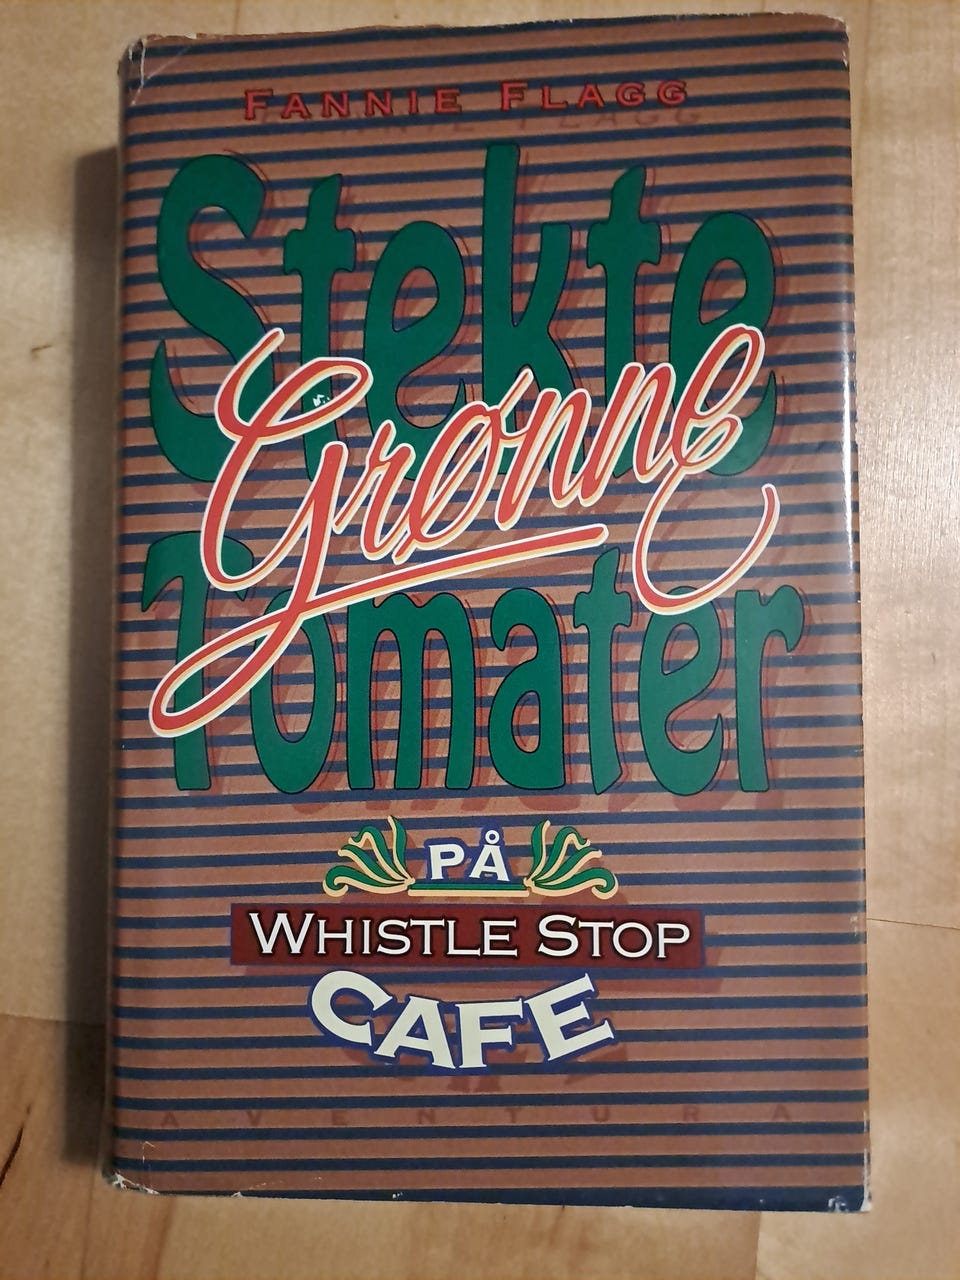 FANNIE FLAGG
Stekte
Grønne
Tomater
PÅ
WHISTLE STOP
CAFE
AVENTURA